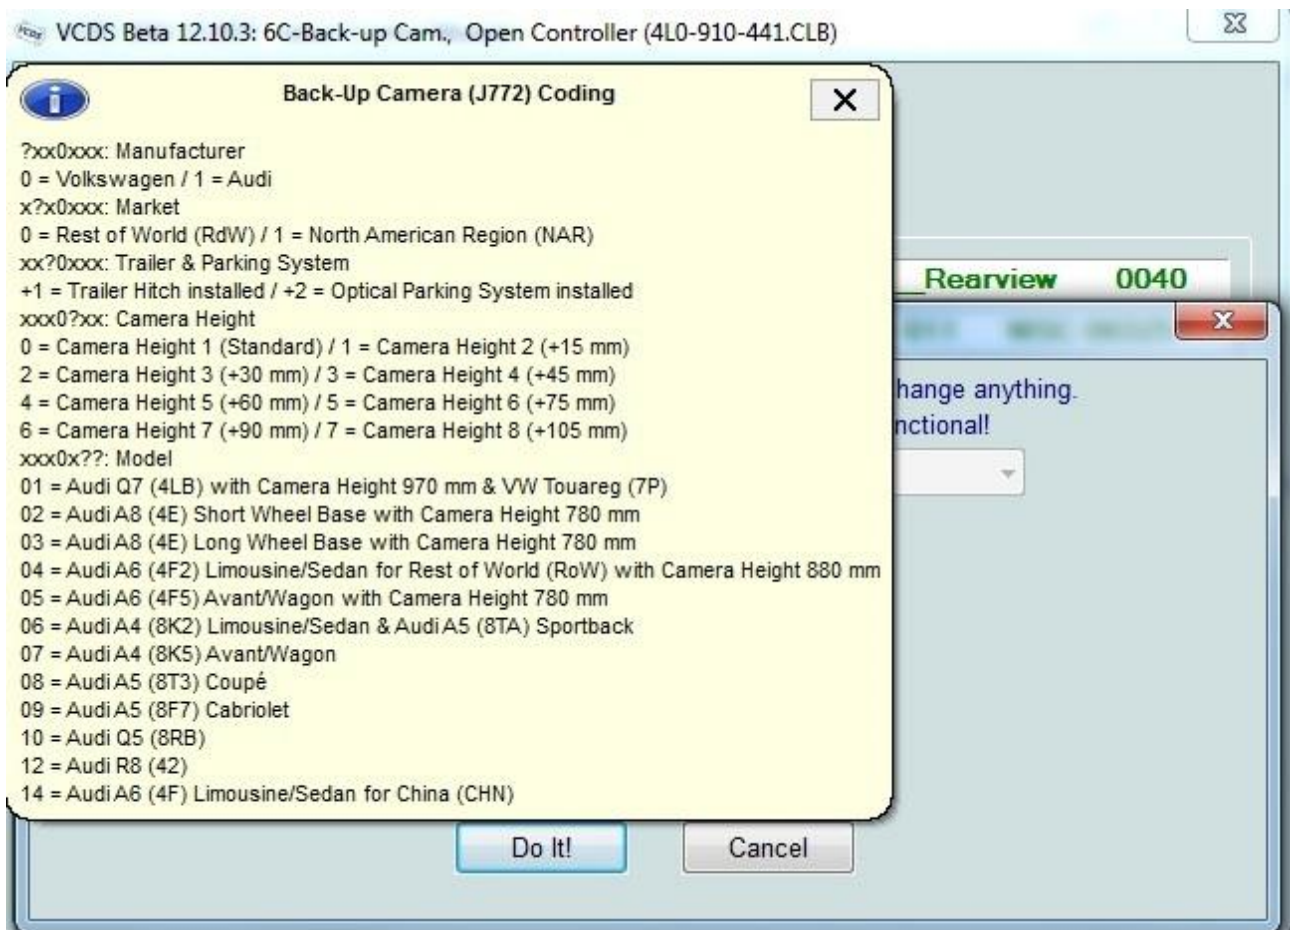 VCDS Beta 12.10.3: 6C-Back-up Cam., Open Controller (4L0-910-441.CLB)
Back-Up Camera (J772) Coding
?xx0xxx: Manufacturer
0 = Volkswagen / 1 = Audi
x?x0xxx: Market
0 = Rest of World (RdW) / 1 = North American Region (NAR)
xx?0xxx: Trailer & Parking System
+1 = Trailer Hitch installed / +2 = Optical Parking System installed
xxx0?xx: Camera Height
0 = Camera Height 1 (Standard) / 1 = Camera Height 2 (+15 mm)
2 = Camera Height 3 (+30 mm) / 3 = Camera Height 4 (+45 mm)
4 = Camera Height 5 (+60 mm) / 5 = Camera Height 6 (+75 mm)
6 = Camera Height 7 (+90 mm) / 7 = Camera Height 8 (+105 mm)
xxx0x??: Model
01 = Audi Q7 (4LB) with Camera Height 970 mm & VW Touareg (7P)
02 = Audi A8 (4E) Short Wheel Base with Camera Height 780 mm
03 = Audi A8 (4E) Long Wheel Base with Camera Height 780 mm
04 = Audi A6 (4F2) Limousine/Sedan for Rest of World (RoW) with Camera Height 880 mm
05 = Audi A6 (4F5) Avant/Wagon with Camera Height 780 mm
06 = Audi A4 (8K2) Limousine/Sedan & Audi A5 (8TA) Sportback
07 = Audi A4 (8K5) Avant/Wagon
08 = Audi A5 (8T3) Coupé
09 = Audi A5 (8F7) Cabriolet
10 = Audi Q5 (8RB)
12 = Audi R8 (42)
14 = Audi A6 (4F) Limousine/Sedan for China (CHN)
_Rearview 0040
hange anything.
nctional!
Do It!
Cancel